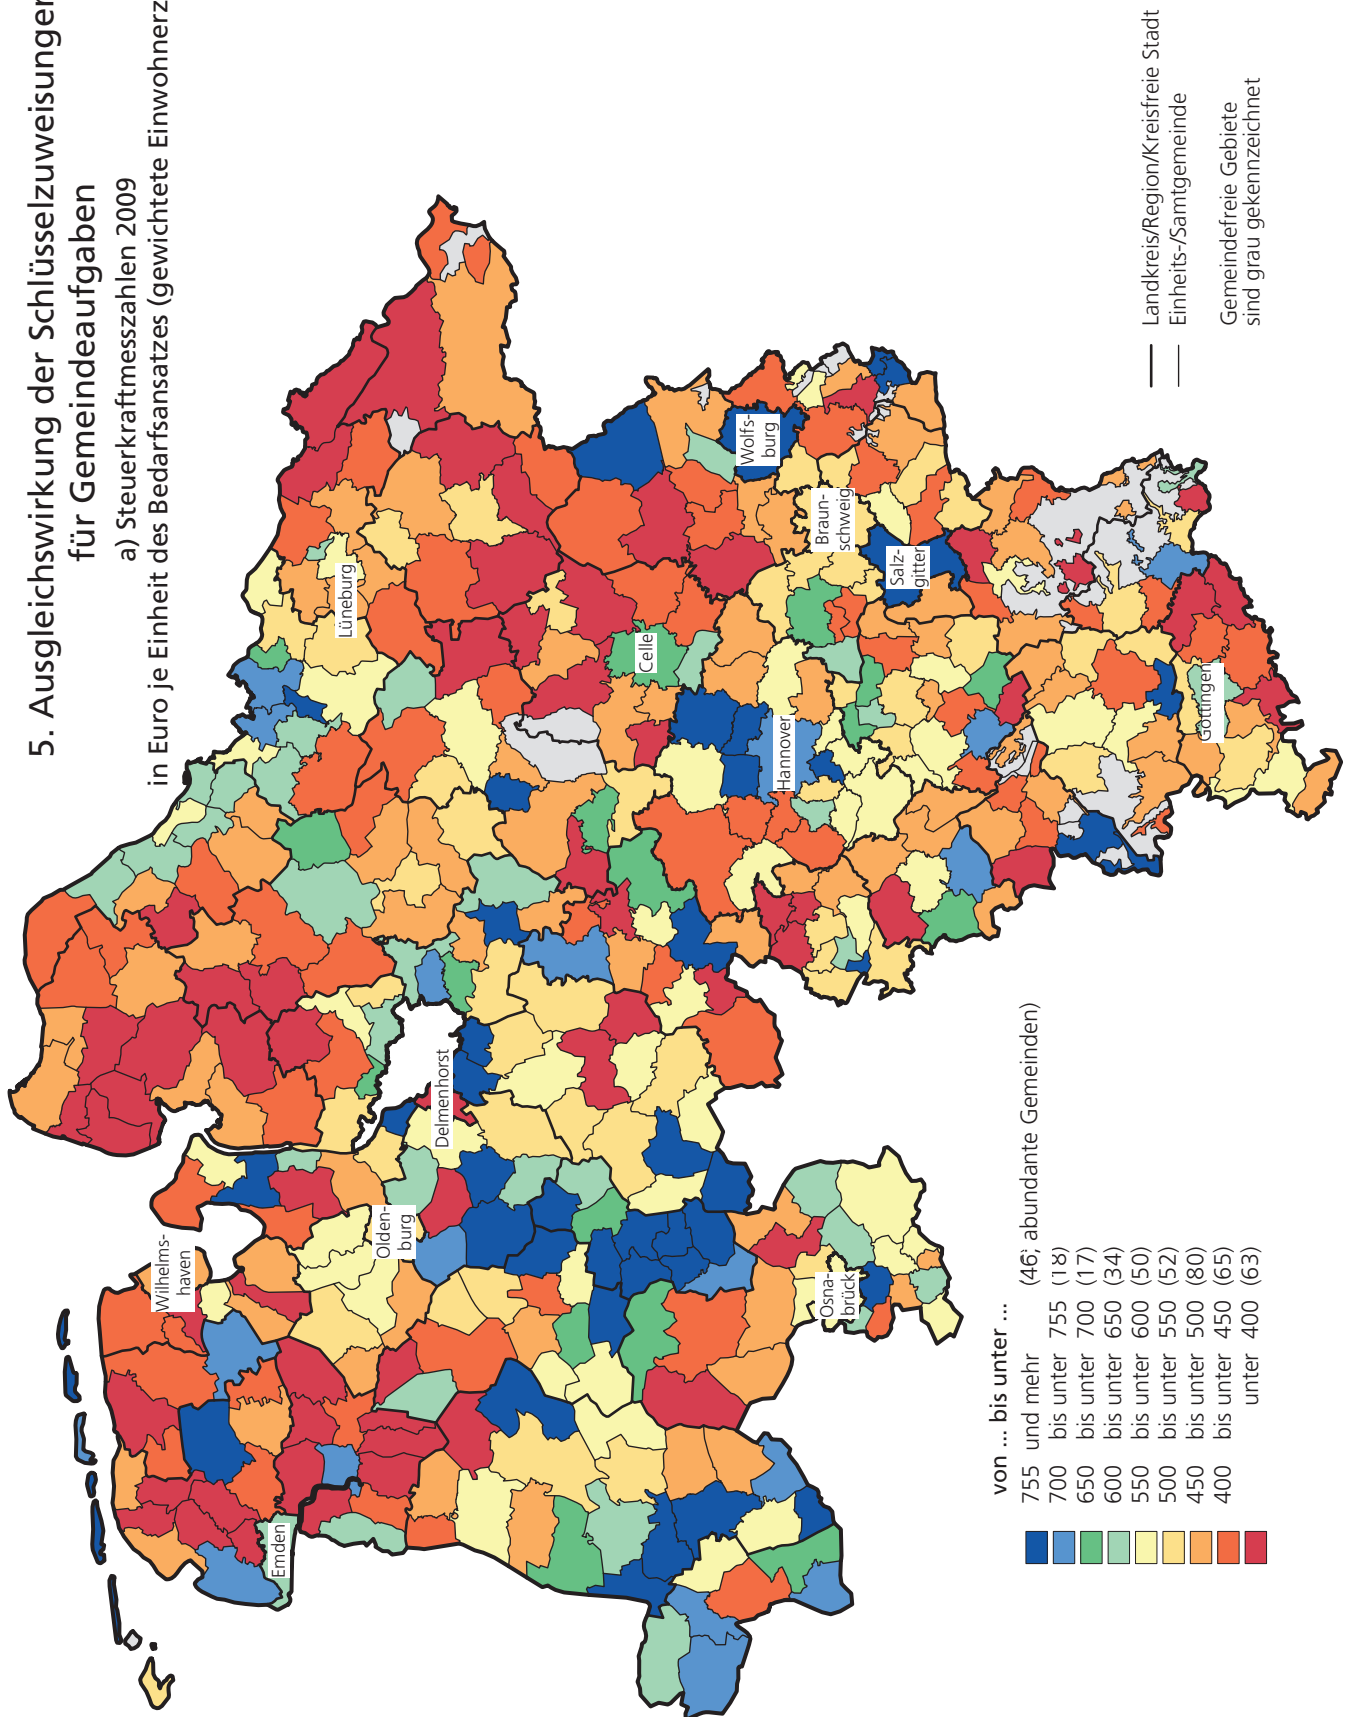 5. Ausgleichswirkung der Schlüsselzuweisungen
für Gemeindeaufgaben
a) Steuerkraftmesszahlen 2009
in Euro je Einheit des Bedarfsansatzes (gewichtete
Wilhelms-
haven
Emden
Olden-
burg
Delmenhorst
Osna-
brück
Lüneburg
Celle
Hannover
Wolfs-
burg
Braun-
schweig
Salz-
gitter
Göttingen
von ... bis unter ...
755 und mehr (46, abundante Gemeinden)
700 bis unter 755 (18)
650 bis unter 700 (17)
600 bis unter 650 (34)
550 bis unter 600 (50)
500 bis unter 550 (52)
450 bis unter 500 (80)
400 bis unter 450 (65)
unter 400 (63)
Landkreis/Region/Kreisfreie Stadt
Einheits-/Samtgemeinde
Gemeindefreie Gebiete
sind grau gekennzeichnet